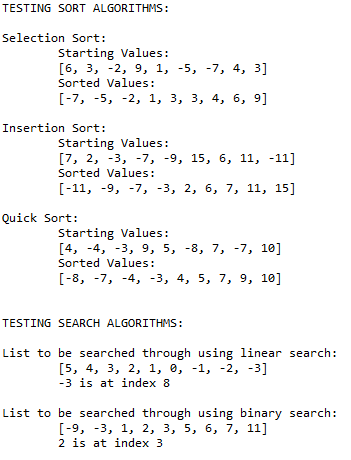 TESTING SORT ALGORITHMS:
Selection Sort:
Starting Values:
[6, 3, -2, 9, 1, -5, -7, 4, 3]
Sorted Values:
[-7, -5, -2, 1, 3, 3, 4, 6, 9]
Insertion Sort:
Starting Values:
[7, 2, -3, -7, -9, 15, 6, 11, -11]
Sorted Values:
[-11, -9, -7, -3, 2, 6, 7, 11, 15]
Quick Sort:
Starting Values:
[4, -4, -3, 9, 5, -8, 7, -7, 10]
Sorted Values:
[-8, -7, -4, -3, 4, 5, 7, 9, 10]
TESTING SEARCH ALGORITHMS:
List to be searched through using linear search:
[5, 4, 3, 2, 1, 0, -1, -2, -3]
-3 is at index 8
List to be searched through using binary search:
[-9, -3, 1, 2, 3, 5, 6, 7, 11]
2 is at index 3